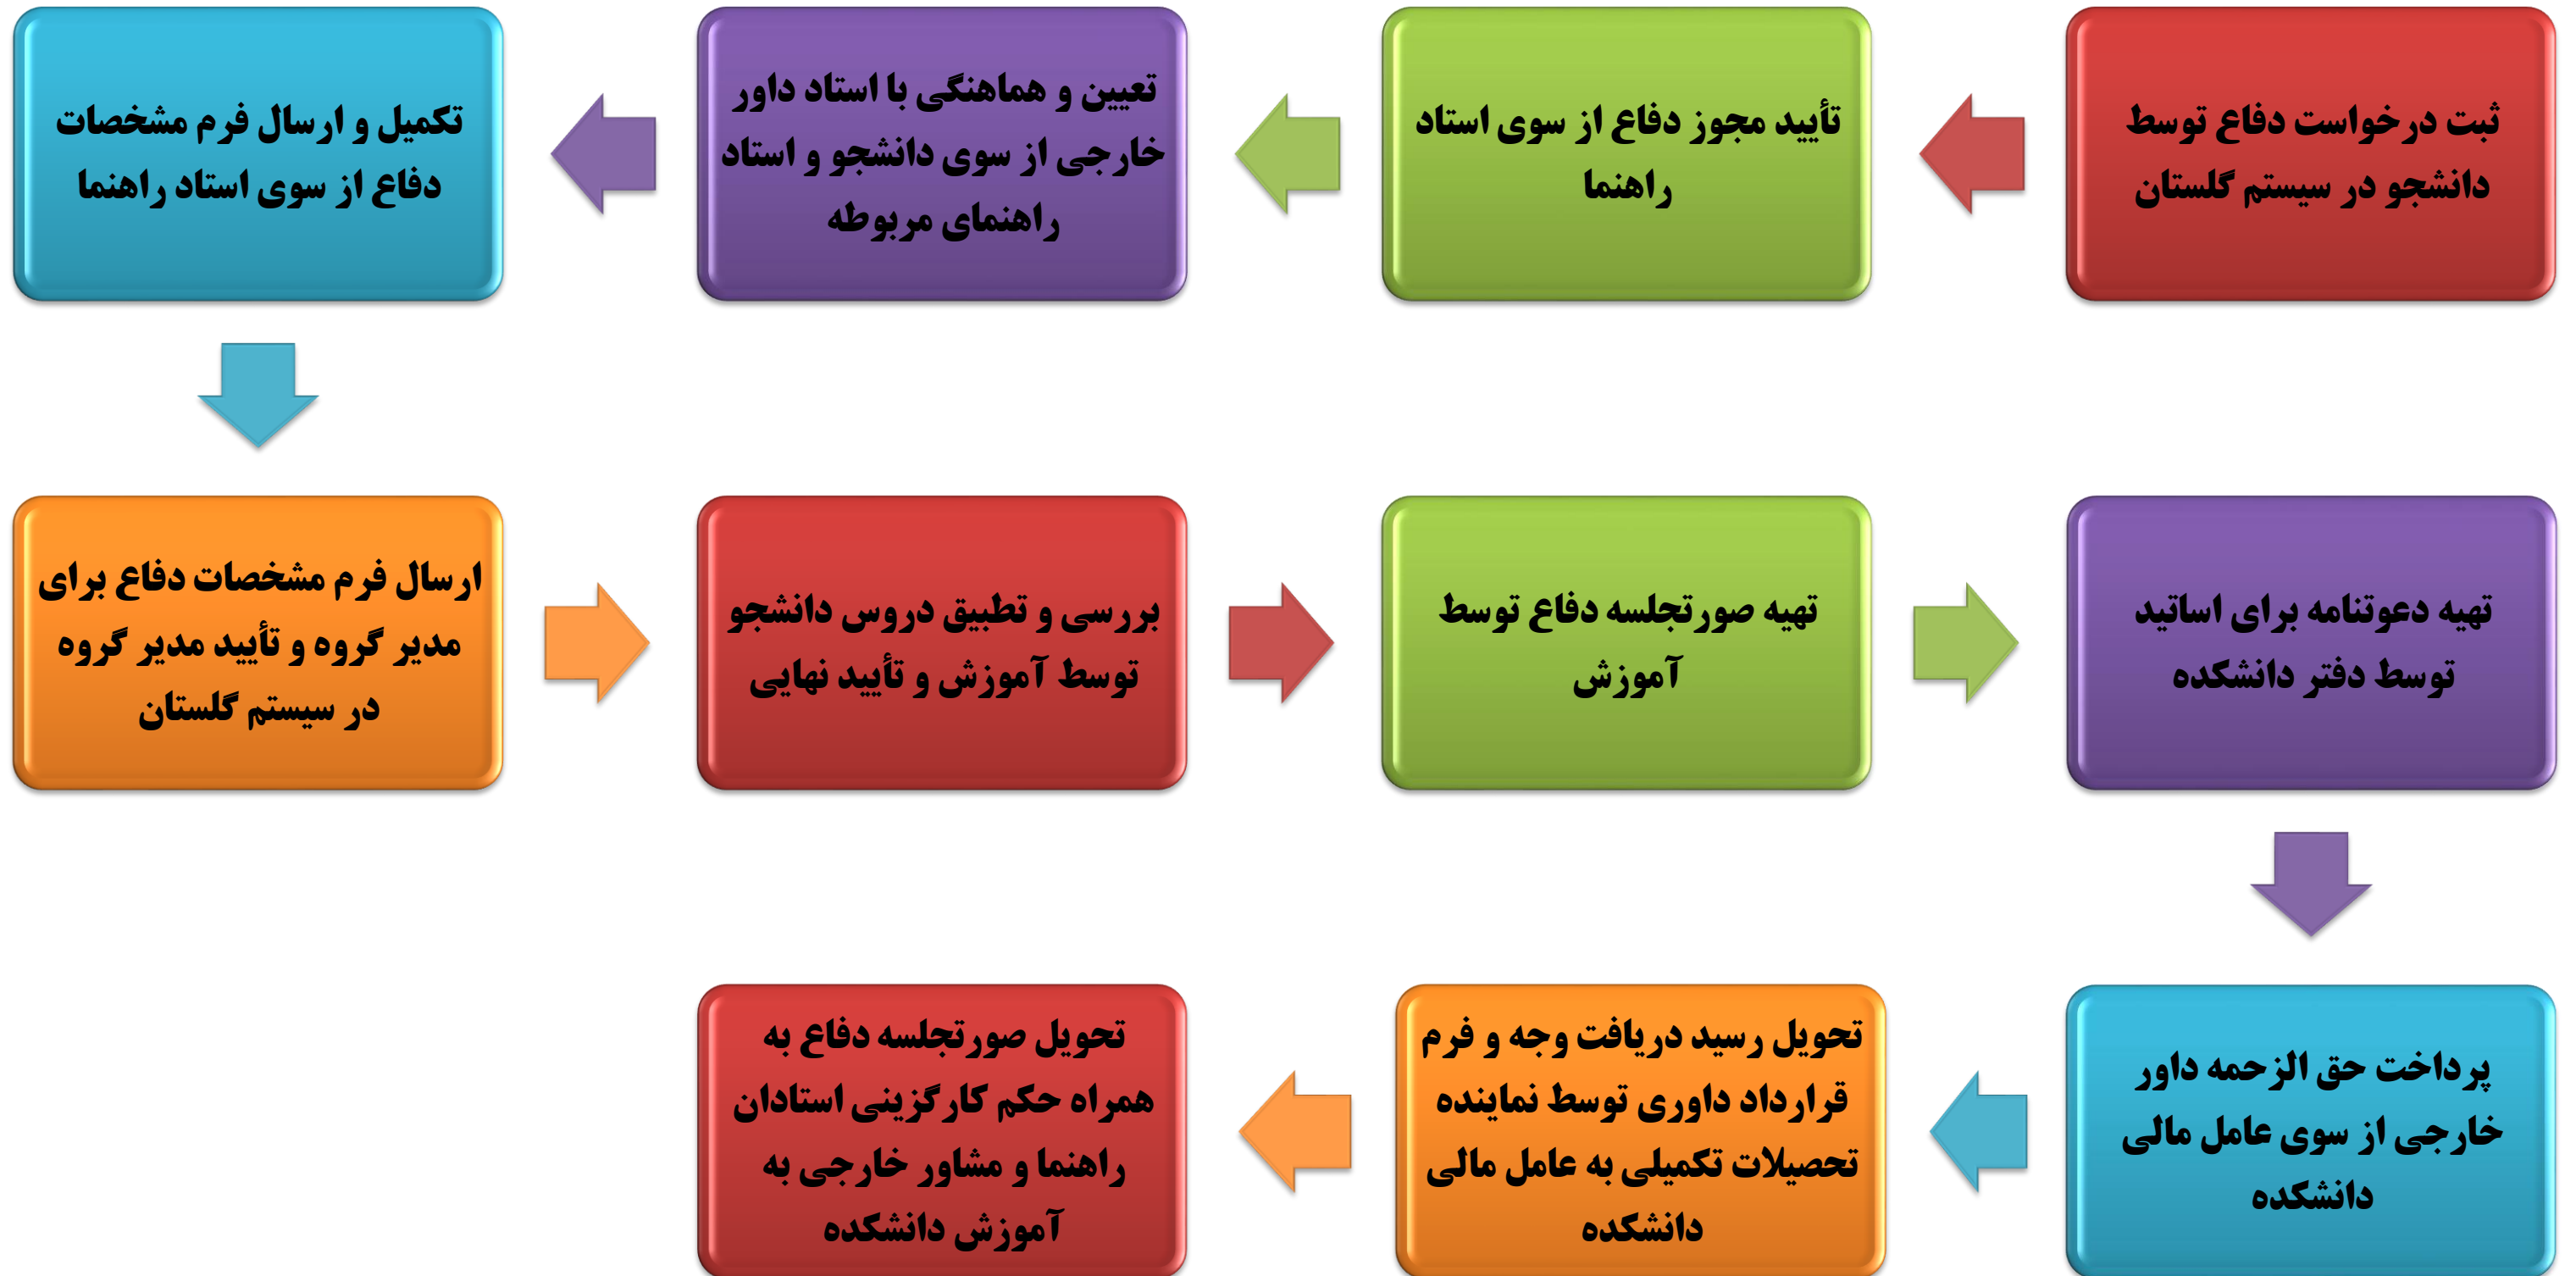 ثبت درخواست دفاع توسط
دانشجو در سیستم گلستان
تأیید مجوز دفاع از سوی استاد
راهنما
تعیین و هماهنگی با استاد داور
خارجی از سوی دانشجو و استاد
راهنمای مربوطه
تکمیل و ارسال فرم مشخصات
دفاع از سوی استاد راهنما
ارسال فرم مشخصات دفاع برای
مدیر گروه و تأیید مدیر گروه
در سیستم گلستان
بررسی و تطبیق دروس دانشجو
توسط آموزش و تأیید نهایی
تهیه صورتجلسه دفاع توسط
آموزش
تهیه دعوتنامه برای اساتید
توسط دفتر دانشکده
پرداخت حق الزحمه داور
خارجی از سوی عامل مالی
دانشکده
تحویل رسید دریافت وجه و فرم
قرارداد داوری توسط نماینده
تحصیلات تکمیلی به عامل مالی
دانشکده
تحویل صورتجلسه دفاع به
همراه حکم کارگزینی استادان
راهنما و مشاور خارجی به
آموزش دانشکده